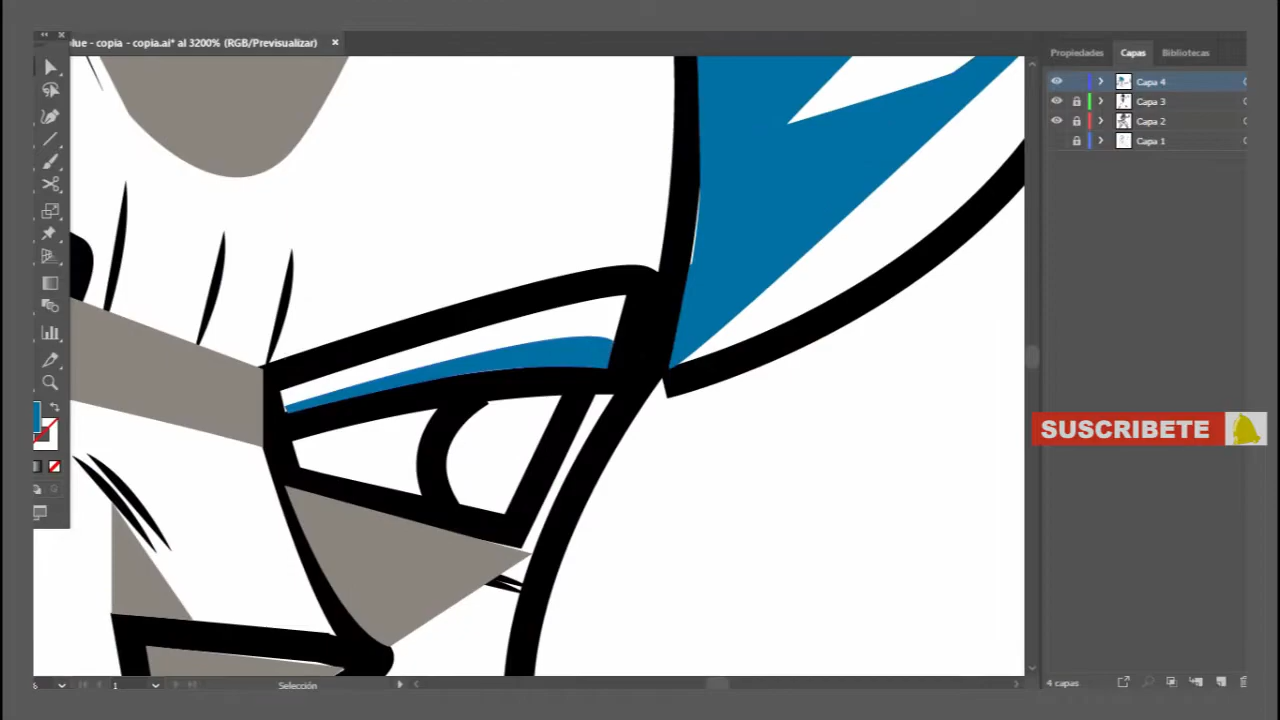 lue - copia - copia.ai* al 3200% (RGB/Previsualizar)
Propiedades Capas Bibliotecas
Capa 4
Capa 3
Capa 2
Capa 1
SUSCRIBETE
% 1 Selección 4 capas